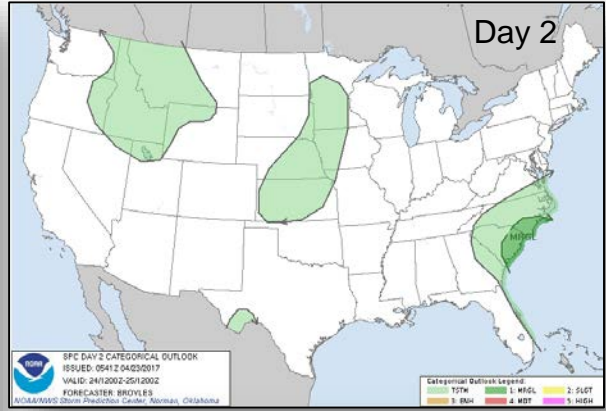 Day 2
MRGL
NOAA
SPC DAY 2 CATEGORICAL OUTLOOK
ISSUED: 0541Z 04/23/2017
VALID: 24/1200Z-25/1200Z
FORECASTER: BROYLES
NOAA/NWS Storm Prediction Center, Norman, Oklahoma
Categorical Outlook Legend:
TSTM 1: MRGL 2: SLGT
3: ENH 4: MDT 5: HIGH